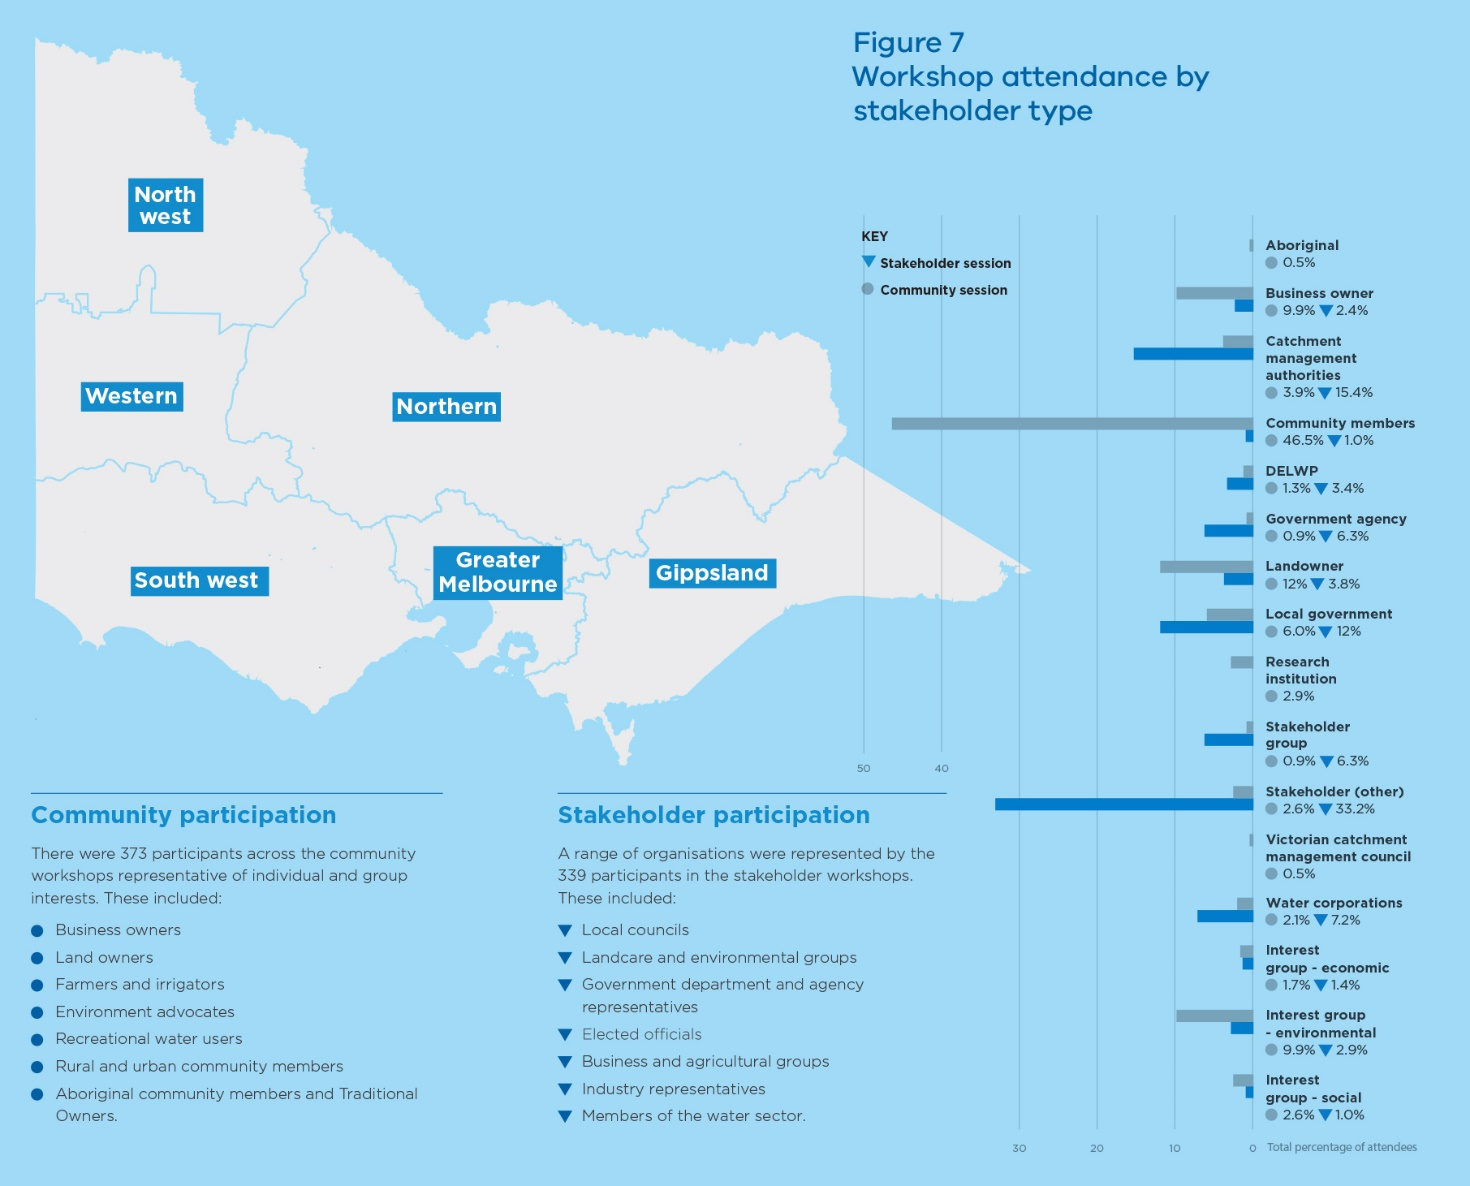 Figure 7
Workshop attendance by
stakeholder type
North
west
Western
Northern
South west
Greater
Melbourne
Gippsland
KEY
Stakeholder session
Community session
Aboriginal
0.5%
Business owner
9.9% 2.4%
Catchment
management
authorities
3.9% 15.4%
Community members
46.5% 1.0%
DELWP
1.3% 3.4%
Government agency
0.9% 6.3%
Landowner
12% 3.8%
Local government
6.0% 12%
Research
institution
2.9%
Stakeholder
group
0.9% 6.3%
Stakeholder (other)
2.6% 33.2%
Victorian catchment
management council
0.5%
Water corporations
2.1% 7.2%
Interest
group - economic
1.7% 1.4%
Interest group
- environmental
9.9% 2.9%
Interest
group - social
2.6% 1.0%
50 40
30 20 10 0 Total percentage of attendees
Community participation
There were 373 participants across the community
workshops representative of individual and group
interests. These included:
Business owners
Land owners
Farmers and irrigators
Environment advocates
Recreational water users
Rural and urban community members
Aboriginal community members and Traditional
Owners.
Stakeholder participation
A range of organisations were represented by the
339 participants in the stakeholder workshops.
These included:
Local councils
Landcare and environmental groups
Government department and agency
representatives
Elected officials
Business and agricultural groups
Industry representatives
Members of the water sector.